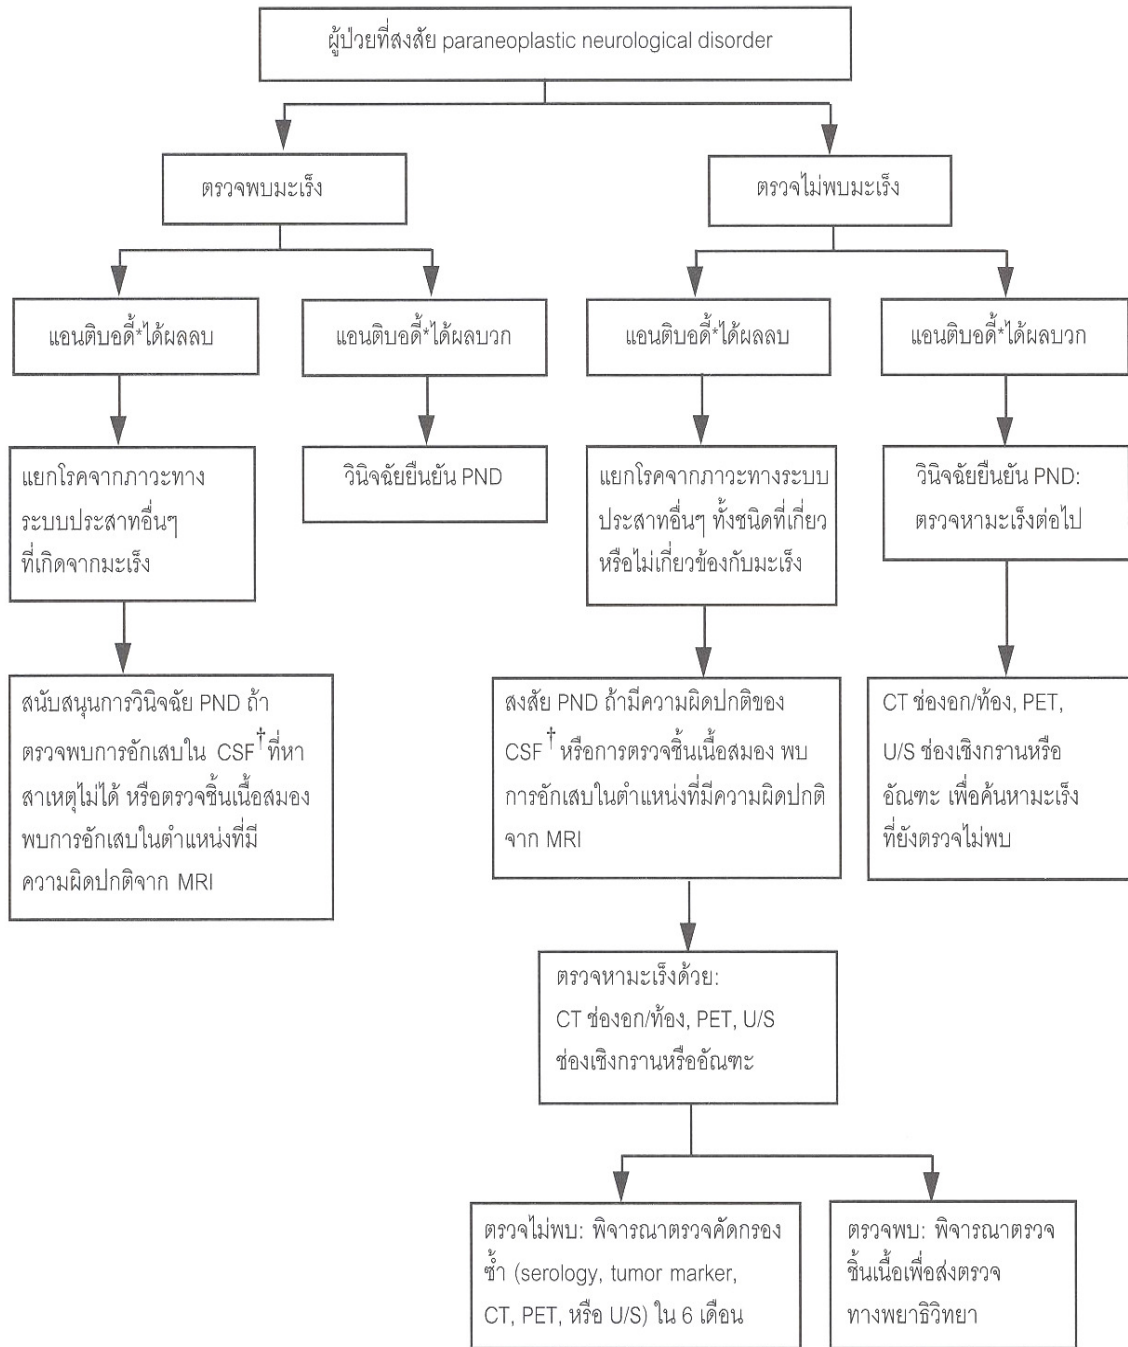 ผู้ป่วยที่สงสัย paraneoplastic neurological disorder
ตรวจพบมะเร็ง
ตรวจไม่พบมะเร็ง
แอนติบอดี้*ได้ผลลบ
แอนติบอดี้*ได้ผลบวก
แอนติบอดี้*ได้ผลลบ
แอนติบอดี้*ได้ผลบวก
แยกโรคจากภาวะทาง
ระบบประสาทอื่นๆ
ที่เกิดจากมะเร็ง
วินิจฉัยยืนยัน PND
แยกโรคจากภาวะทางระบบ
ประสาทอื่นๆ ทั้งชนิดที่เกี่ยว
หรือไม่เกี่ยวข้องกับมะเร็ง
วินิจฉัยยืนยัน PND:
ตรวจหามะเร็งต่อไป
สนับสนุนการวินิจฉัย PND ถ้า
ตรวจพบการอักเสบใน CSF† ที่หา
สาเหตุไม่ได้ หรือตรวจชิ้นเนื้อสมอง
พบการอักเสบในตำแหน่งที่มี
ความผิดปกติจาก MRI
สงสัย PND ถ้ามีความผิดปกติของ
CSF† หรือการตรวจชิ้นเนื้อสมอง พบ
การอักเสบในตำแหน่งที่มีความผิดปกติ
จาก MRI
CT ช่องอก/ท้อง, PET,
U/S ช่องเชิงกรานหรือ
อัณฑะ เพื่อค้นหามะเร็ง
ที่ยังตรวจไม่พบ
ตรวจหามะเร็งด้วย:
CT ช่องอก/ท้อง, PET, U/S
ช่องเชิงกรานหรืออัณฑะ
ตรวจไม่พบ: พิจารณาตรวจคัดกรอง
ซ้ำ (serology, tumor marker,
CT, PET, หรือ U/S) ใน 6 เดือน
ตรวจพบ: พิจารณาตรวจ
ชิ้นเนื้อเพื่อส่งตรวจ
ทางพยาธิวิทยา